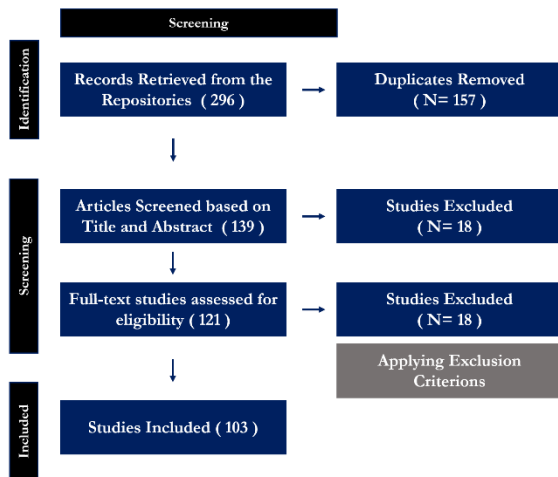 Screening
Identification
Records Retrieved from the
Repositories ( 296 )
Duplicates Removed
( N= 157 )
Screening
Articles Screened based on
Title and Abstract ( 139 )
Studies Excluded
( N= 18 )
Full-text studies assessed for
eligibility ( 121 )
Studies Excluded
( N= 18 )
Applying Exclusion
Criterions
Included
Studies Included ( 103 )